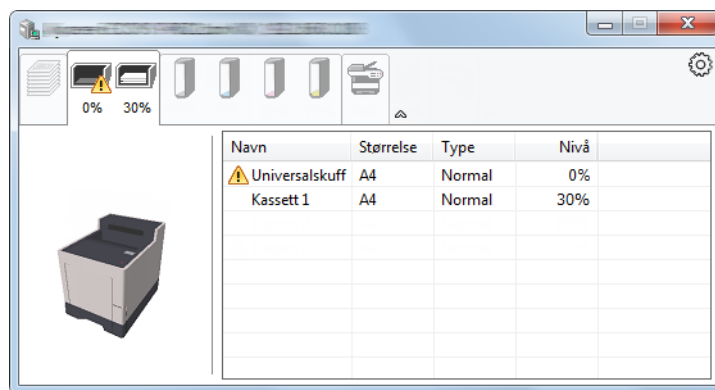 0% 30%
Navn Størrelse Type Nivå
Universalskuff A4 Normal 0%
Kassett 1 A4 Normal 30%